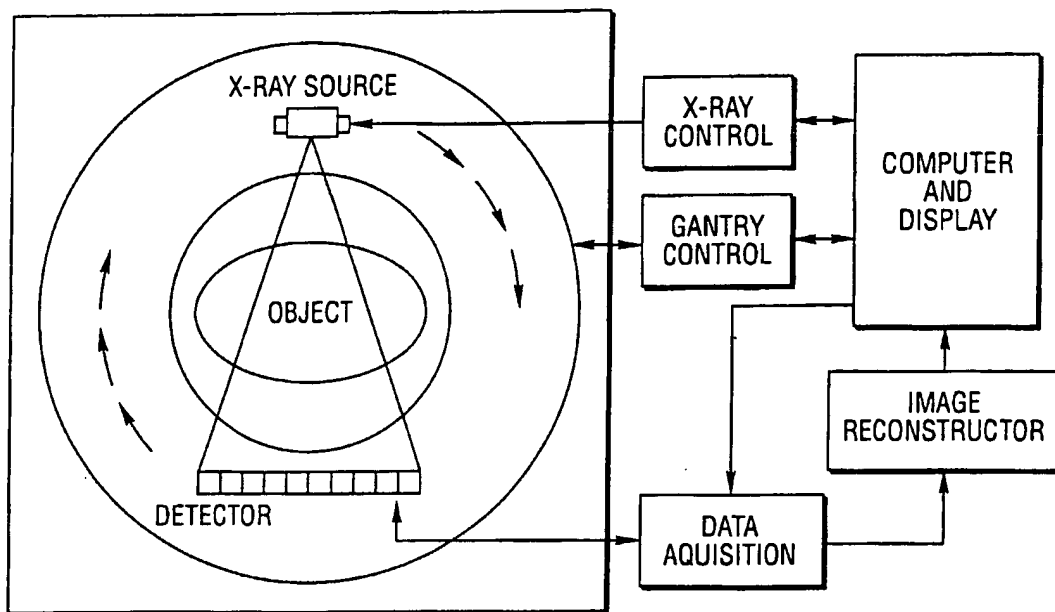 X-RAY SOURCE
OBJECT
DETECTOR
X-RAY
CONTROL
GANTRY
CONTROL
COMPUTER
AND
DISPLAY
IMAGE
RECONSTRUCTOR
DATA
AQUISITION